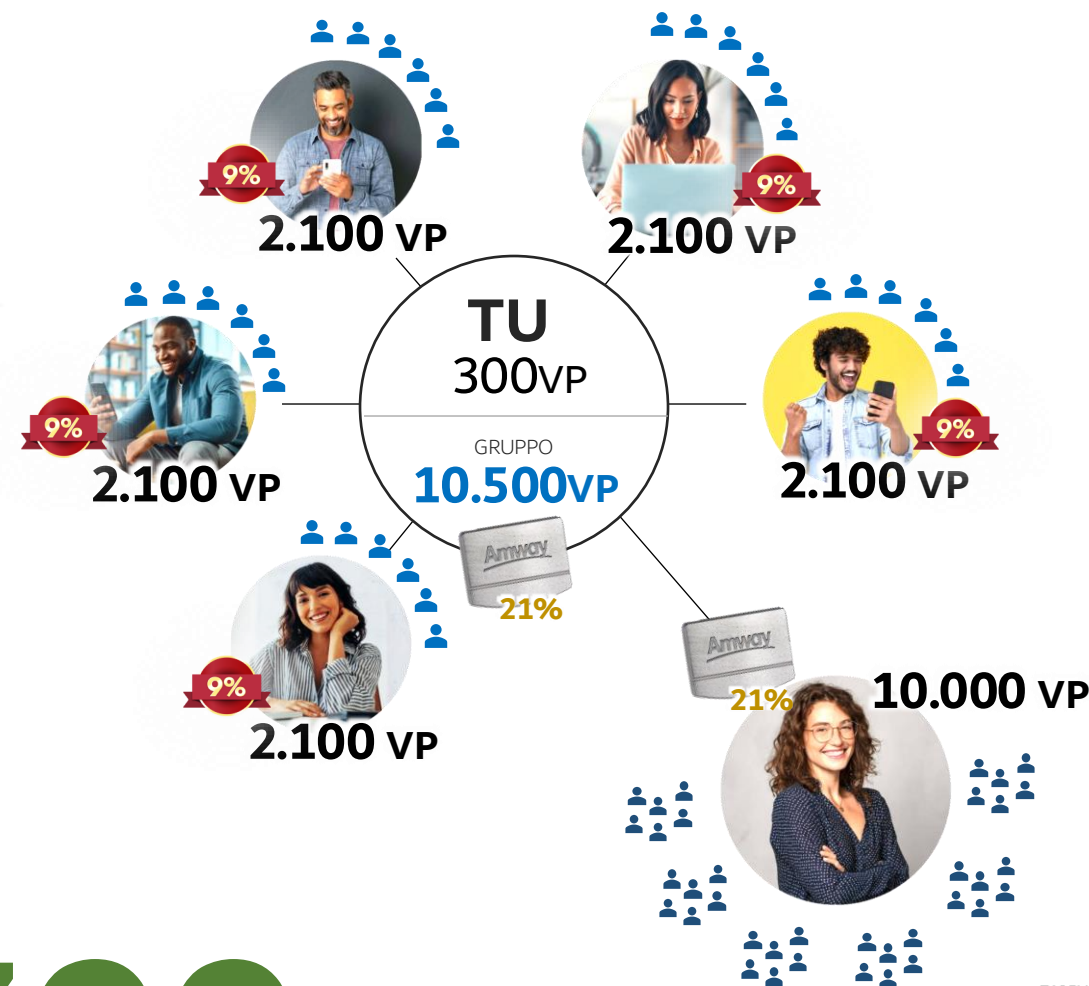 9%
2.100 VP
9%
2.100 VP
TU
300VP
GRUPPO
10.500VP
9%
2.100 VP
9%
2.100 VP
Amway
21%
9%
2.100 VP
Amway
21%
10.000 VP